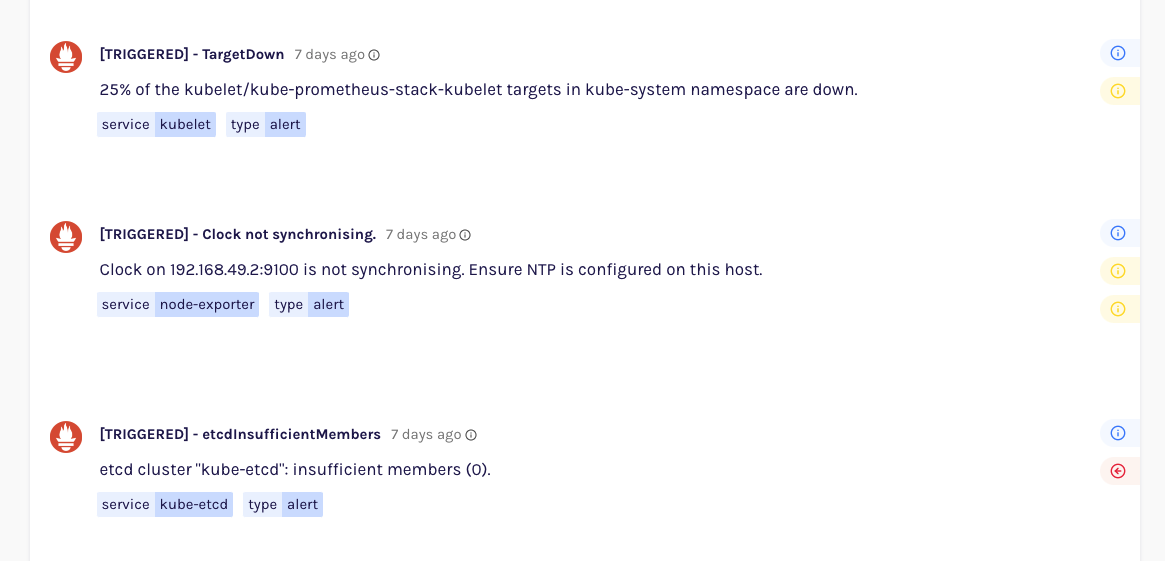 [TRIGGERED] - TargetDown 7 days ago
25% of the kubelet/kube-prometheus-stack-kubelet targets in kube-system namespace are down.
service kubelet type alert
[TRIGGERED] - Clock not synchronising. 7 days ago
Clock on 192.168.49.2:9100 is not synchronising. Ensure NTP is configured on this host.
service node-exporter type alert
[TRIGGERED] - etcdInsufficientMembers 7 days ago
etcd cluster "kube-etcd": insufficient members (0).
service kube-etcd type alert